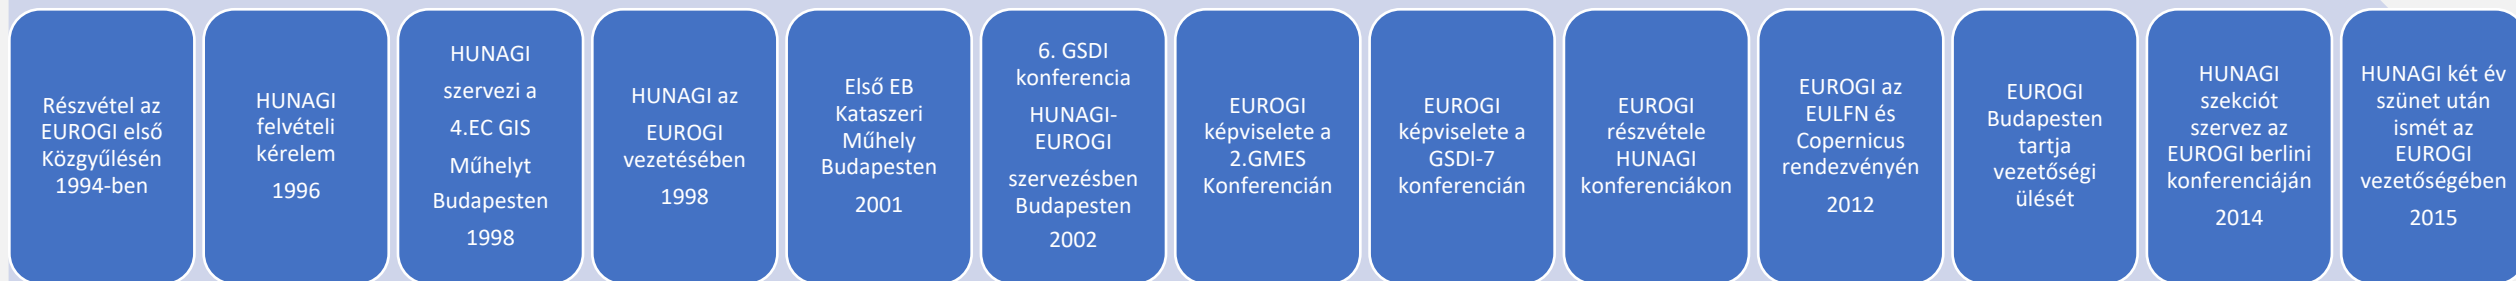 Részvétel az
EUROGI első
Közgyűlésén
1994-ben
HUNAGI
felvételi
kérelem
1996
HUNAGI
szervezi a
4.EC GIS
Műhelyt
Budapesten
1998
HUNAGI az
EUROGI
vezetésében
1998
Első EB
Kataszeri
Műhely
Budapesten
2001
6. GSDI
konferencia
HUNAGI-
EUROGI
szervezésben
Budapesten
2002
EUROGI
képviselete a
2.GMES
Konferencián
EUROGI
képviselete a
GSDI-7
konferencián
EUROGI
részvétele
HUNAGI
konferenciákon
EUROGI az
EULFN és
Copernicus
rendezvényén
2012
EUROGI
Budapesten
tartja
vezetőségi
ülését
HUNAGI
szekciót
szervez az
EUROGI berlini
konferenciáján
2014
HUNAGI két év
szünet után
ismét az
EUROGI
vezetőségében
2015